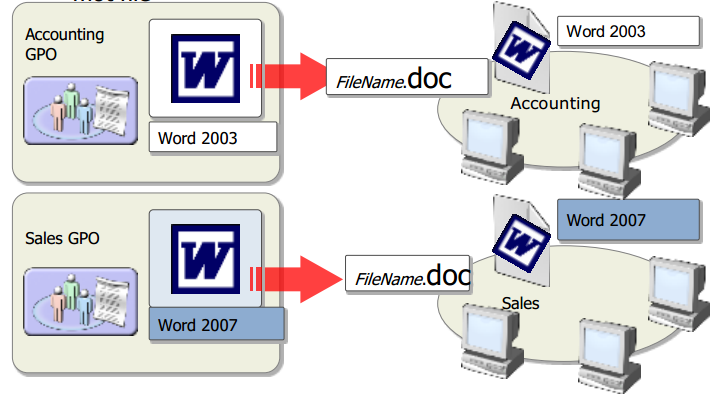 Accounting
GPO
Word 2003
FileName.doc
Word 2003
Accounting
Sales GPO
Word 2007
FileName.doc
Word 2007
Sales